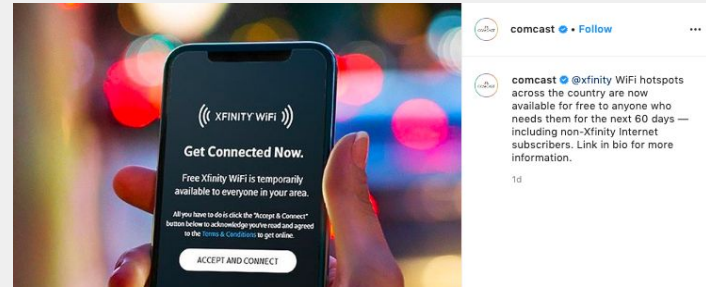 XFINITY WiFi
Get Connected Now.
Free Xfinity WiFi is temporarily
available to everyone in your area.
All you have to do is click the "Accept & Connect"
button below to acknowledge you've read and agreed
to the Terms & Conditions to get online.
ACCEPT AND CONNECT
comcast • Follow
comcast @xfinity WiFi hotspots
across the country are now
available for free to anyone who
needs them for the next 60 days —
including non-Xfinity Internet
subscribers. Link in bio for more
information.
1d